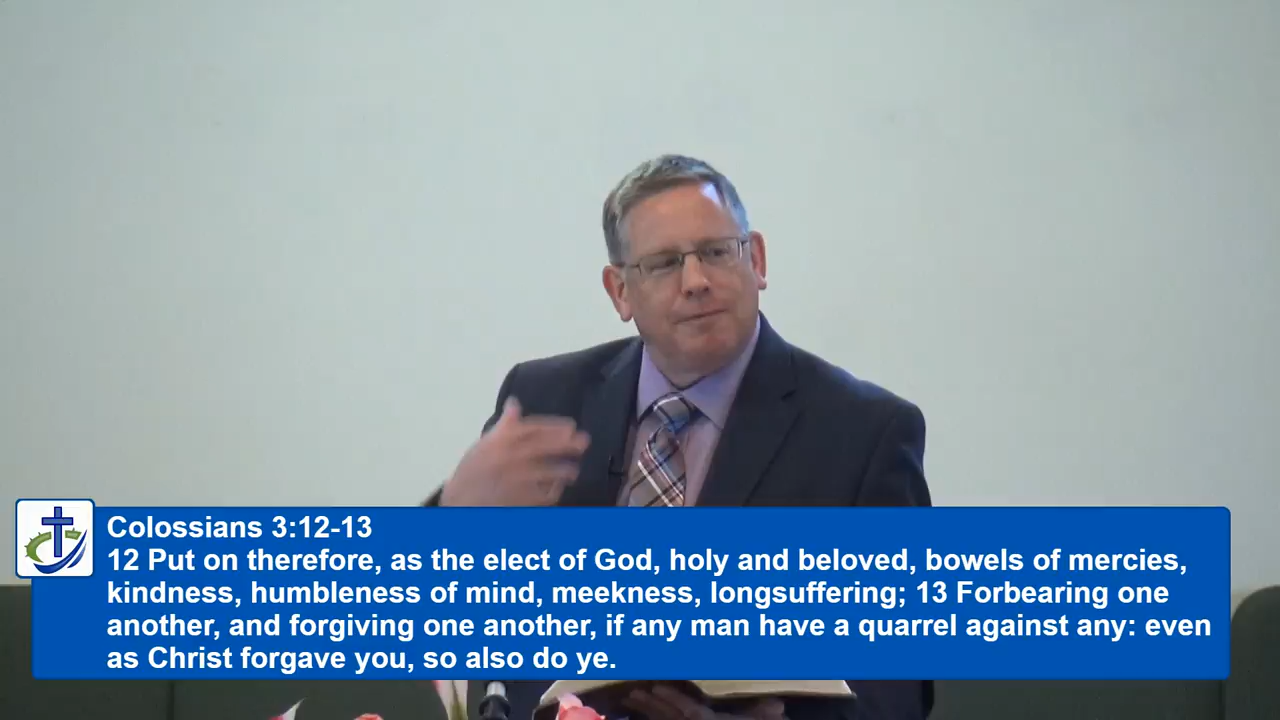 Colossians 3:12-13
12 Put on therefore, as the elect of God, holy and beloved, bowels of mercies,
kindness, humbleness of mind, meekness, longsuffering; 13 Forbearing one
another, and forgiving one another, if any man have a quarrel against any: even
as Christ forgave you, so also do ye.